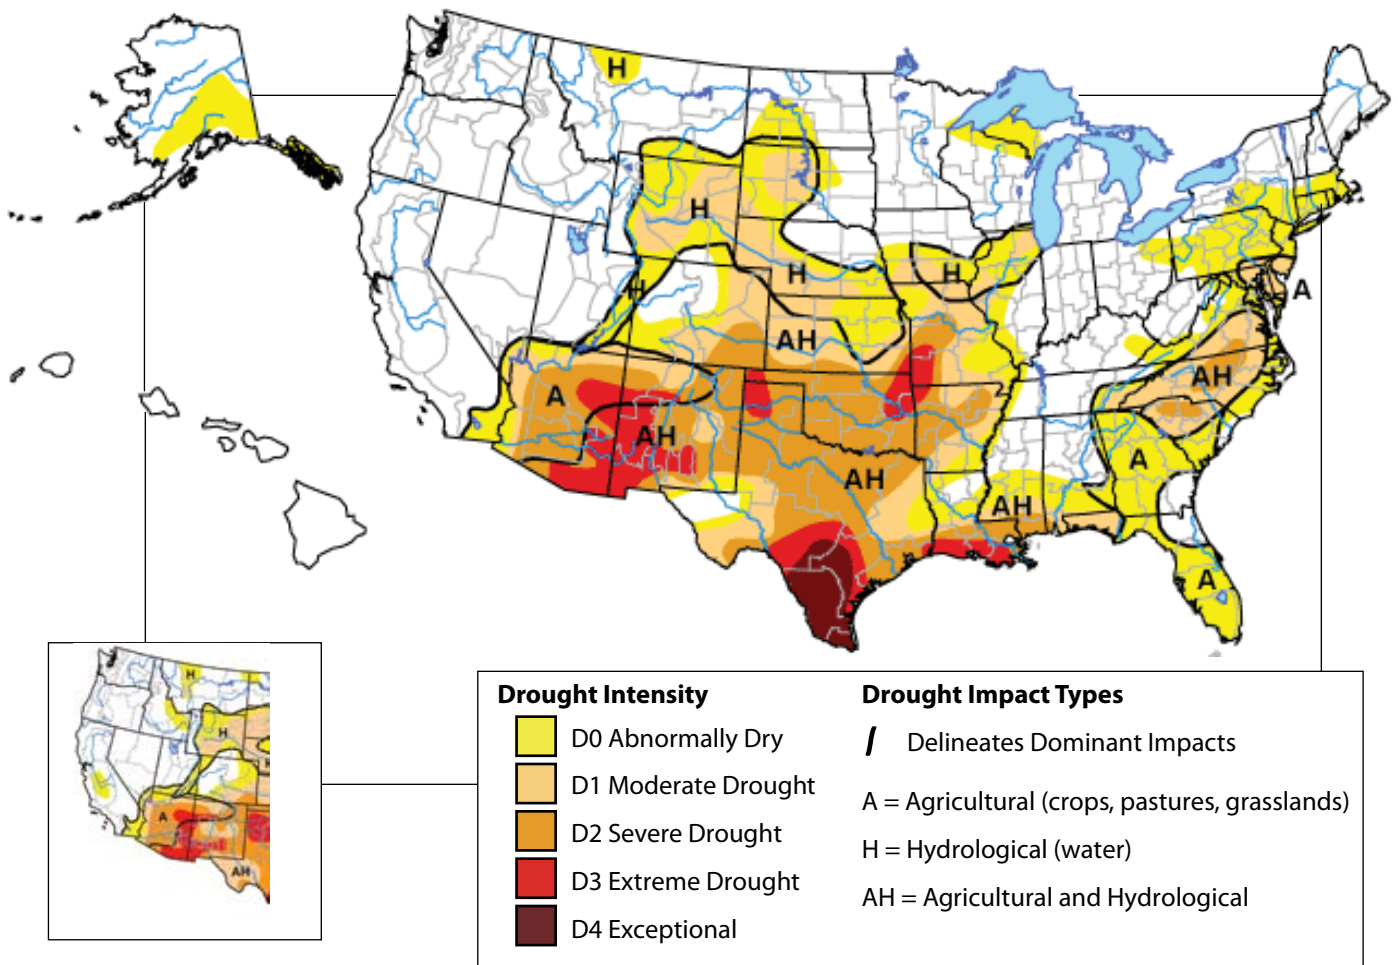 H
H
H
H
H
A
AH
A
AH
AH
A
AH
AH
A
H
H
A
AH
Drought Intensity
D0 Abnormally Dry
D1 Moderate Drought
D2 Severe Drought
D3 Extreme Drought
D4 Exceptional
Drought Impact Types
Delineates Dominant Impacts
A = Agricultural (crops, pastures, grasslands)
H = Hydrological (water)
AH = Agricultural and Hydrological